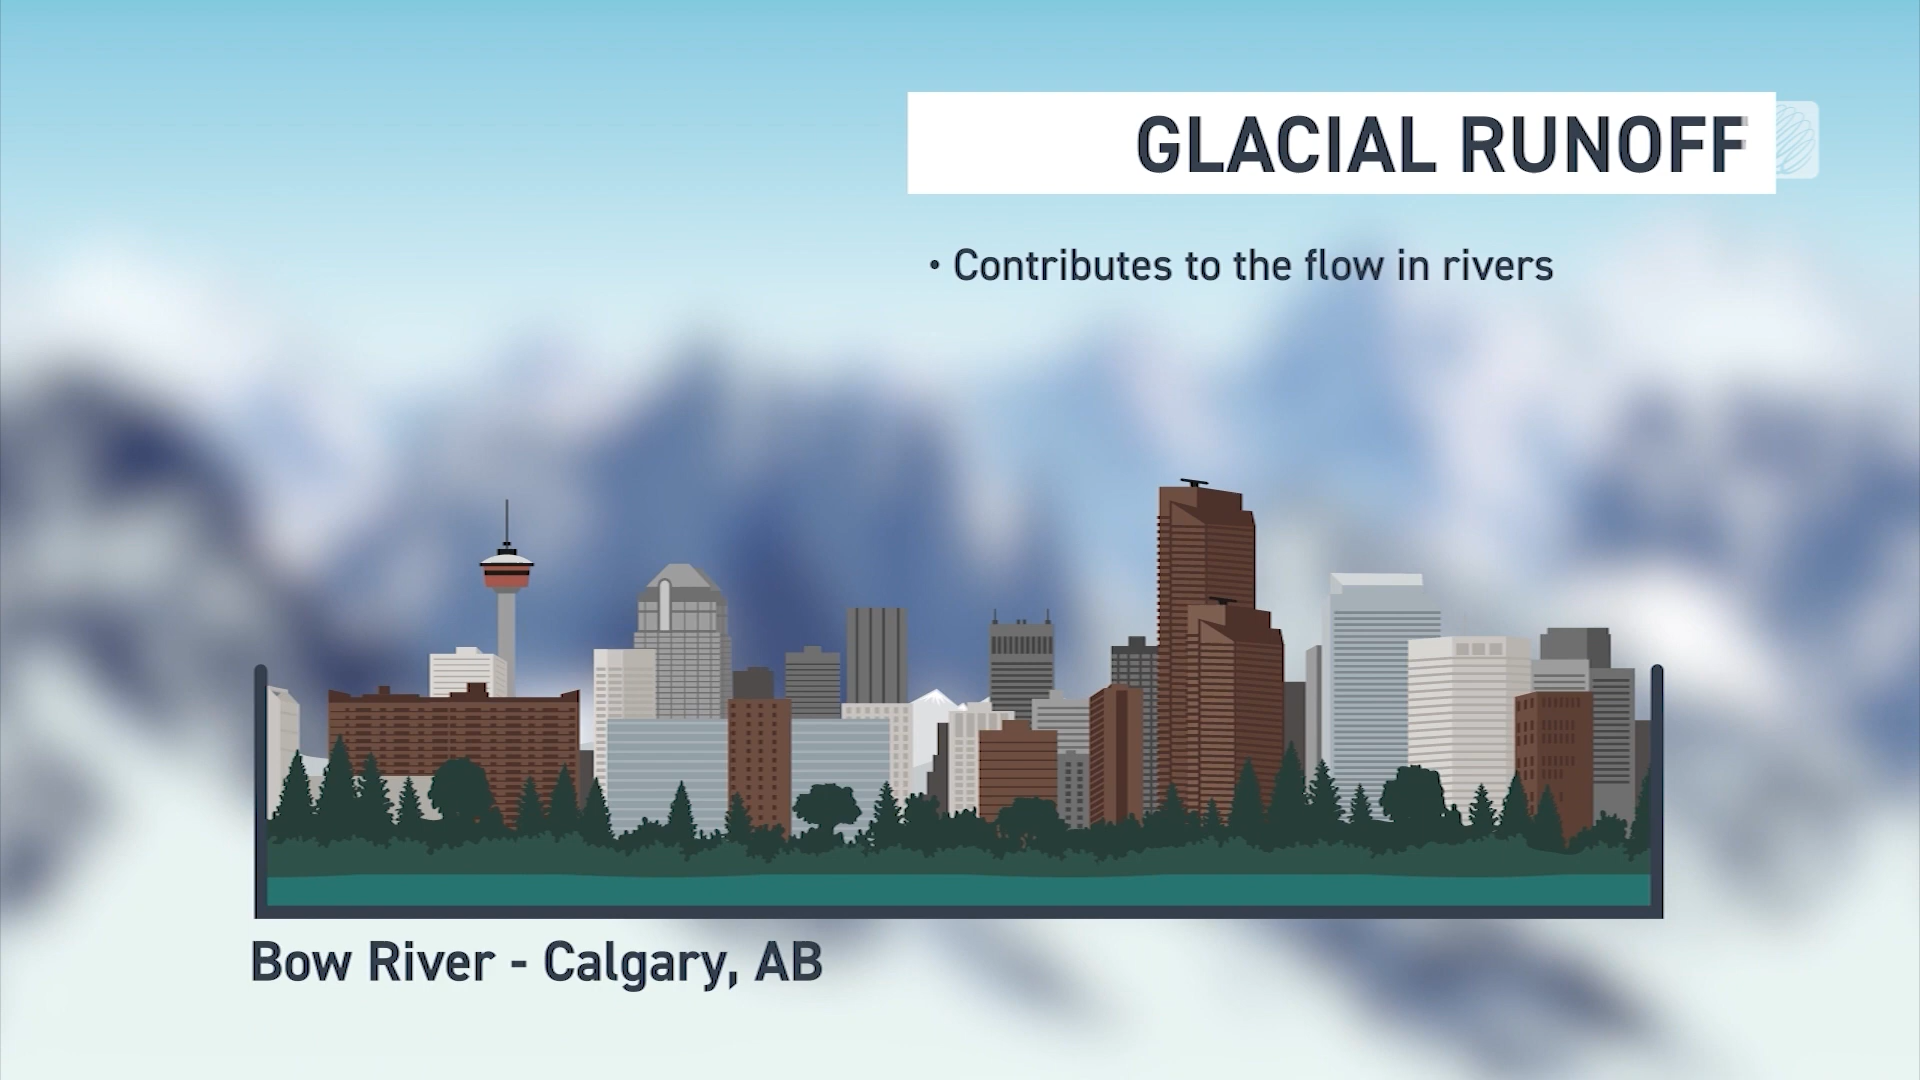 GLACIAL RUNOFF
• Contributes to the flow in rivers
Bow River - Calgary, AB